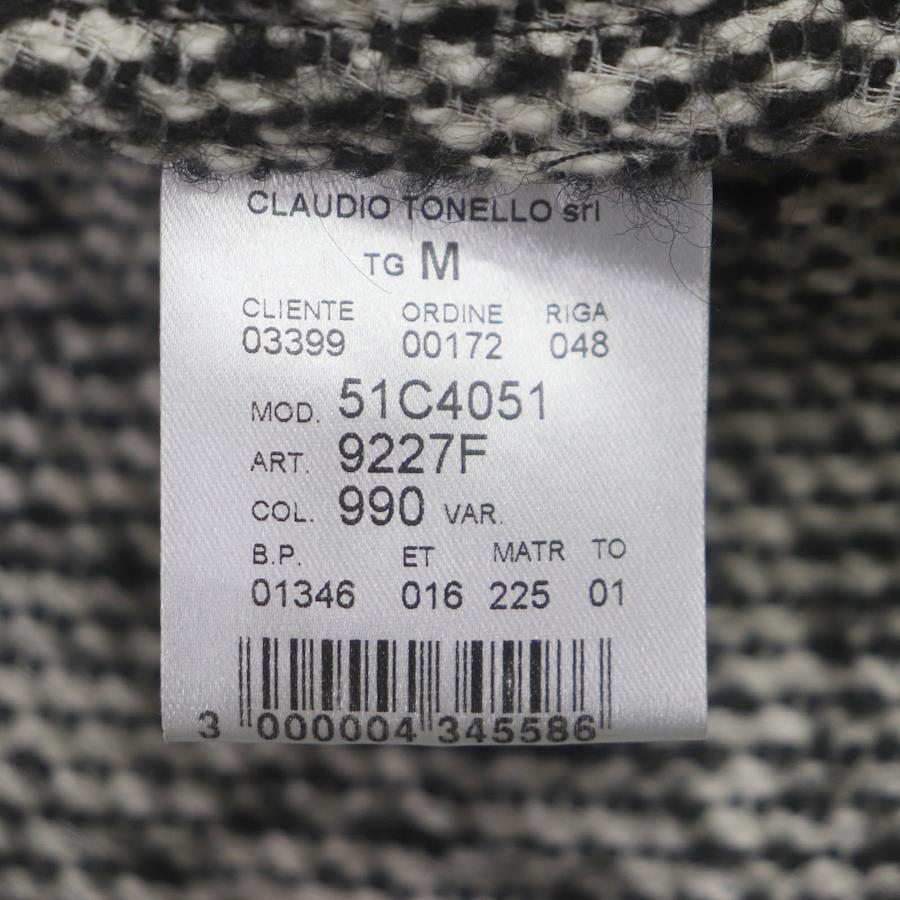 CLAUDIO TONELLO srl
TG M
CLIENTE ORDINE RIGA
03399 00172 048
MOD. 51C4051
ART. 9227F
COL. 990 VAR.
B.P. ET MATR TO
01346 016 225 01
3 000004 345586